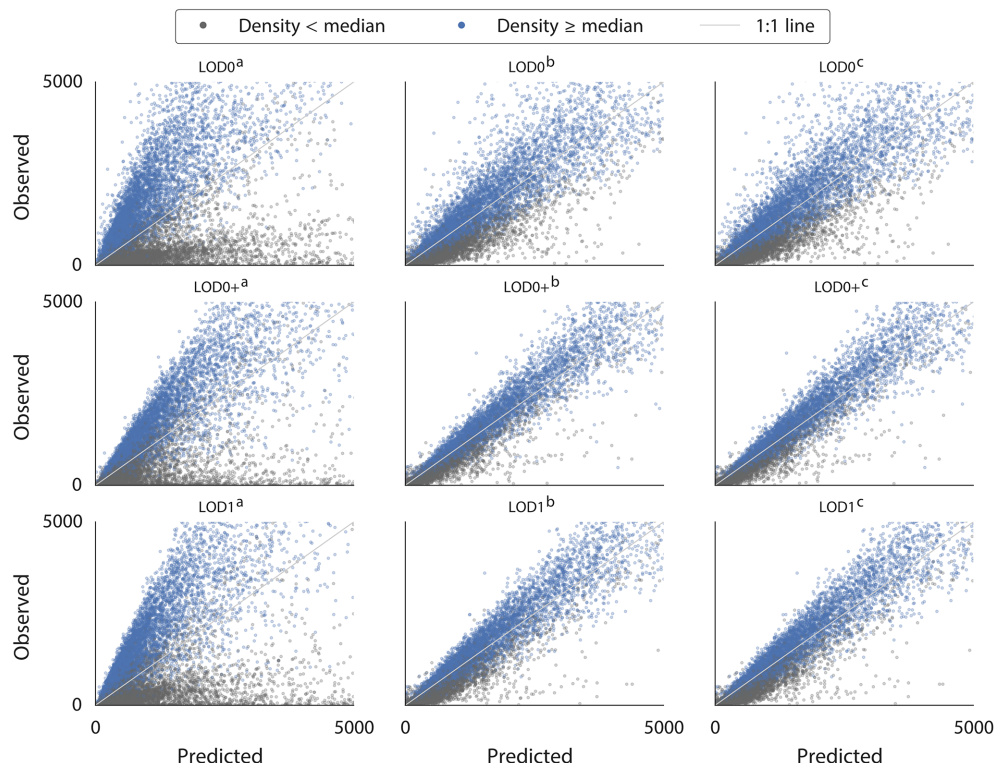 Density < median Density ≥ median 1:1 line
LOD0ᵃ LOD0ᵇ LOD0ᶜ
5000
Observed
0
LOD0+ᵃ LOD0+ᵇ LOD0+ᶜ
5000
Observed
0
LOD1ᵃ LOD1ᵇ LOD1ᶜ
5000
Observed
0
0 5000 0 5000 0 5000
Predicted Predicted Predicted